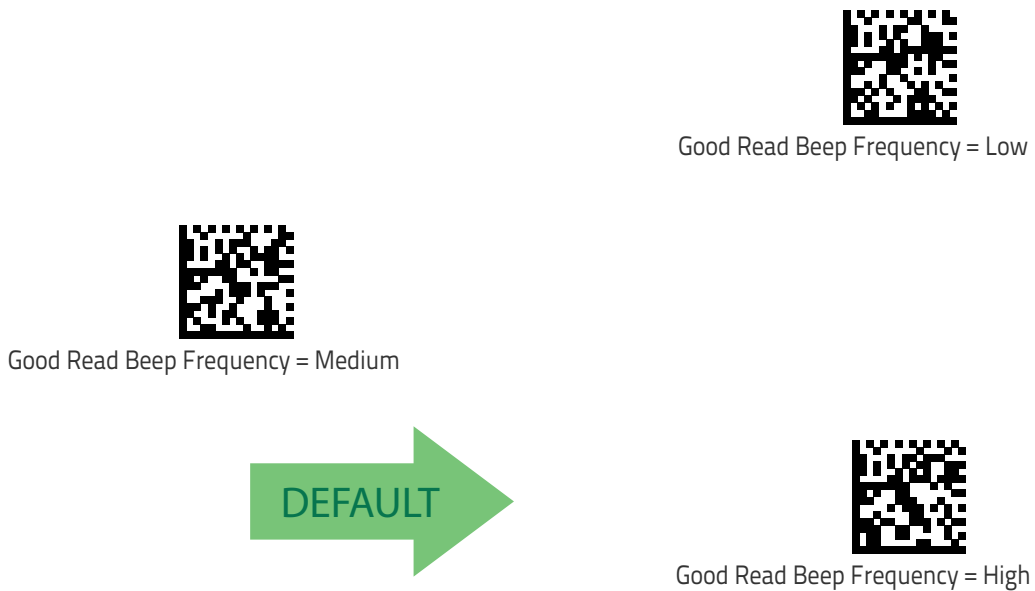 Good Read Beep Frequency = Low
Good Read Beep Frequency = Medium
DEFAULT
Good Read Beep Frequency = High